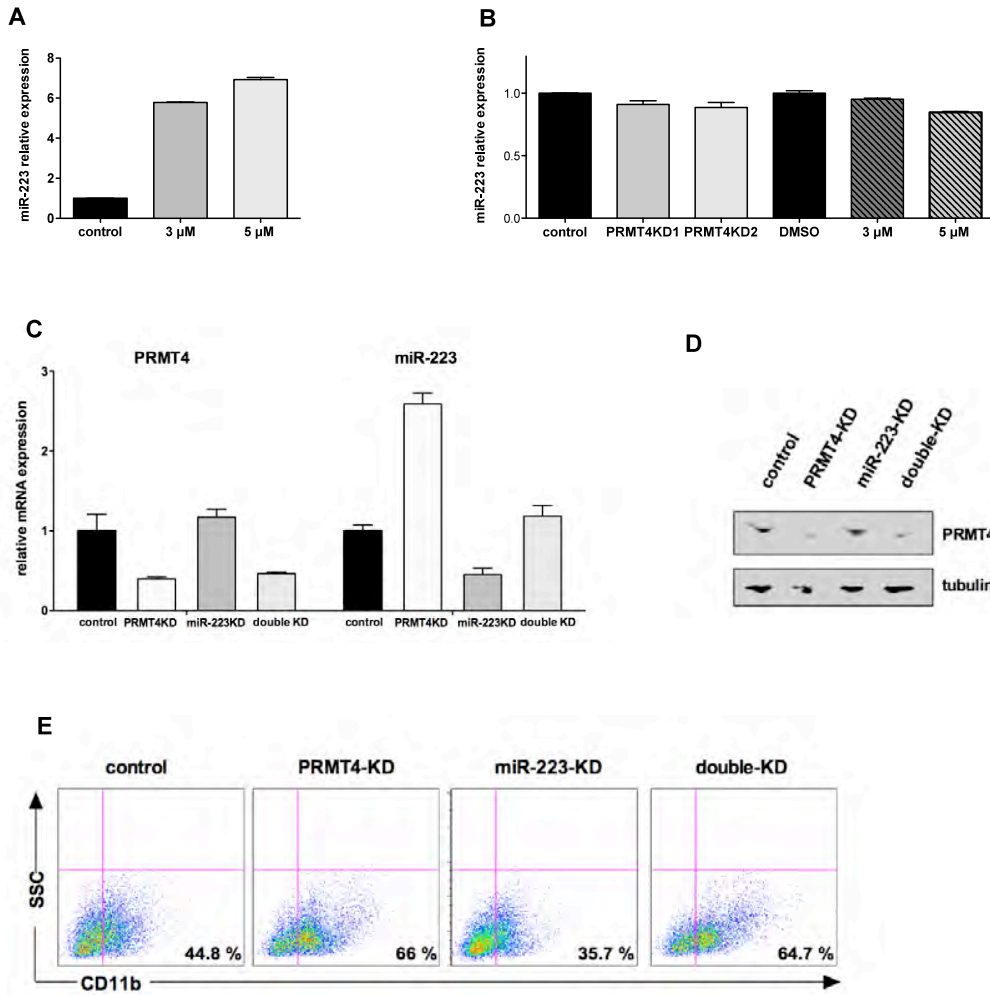 A
miR-223 relative expression
8
6
4
2
0
control 3 µM 5 µM
B
miR-223 relative expression
1.0
0.5
0.0
control PRMT4KD1 PRMT4KD2 DMSO 3 µM 5 µM
C
PRMT4 miR-223
relative mRNA expression
3
2
1
0
control PRMT4KD miR-223KD double KD control PRMT4KD miR-223KD double KD
D
control PRMT4-KD miR-223-KD double-KD
PRMT4
tubulin
E
control PRMT4-KD miR-223-KD double-KD
SSC
44.8 % 66 % 35.7 % 64.7 %
CD11b